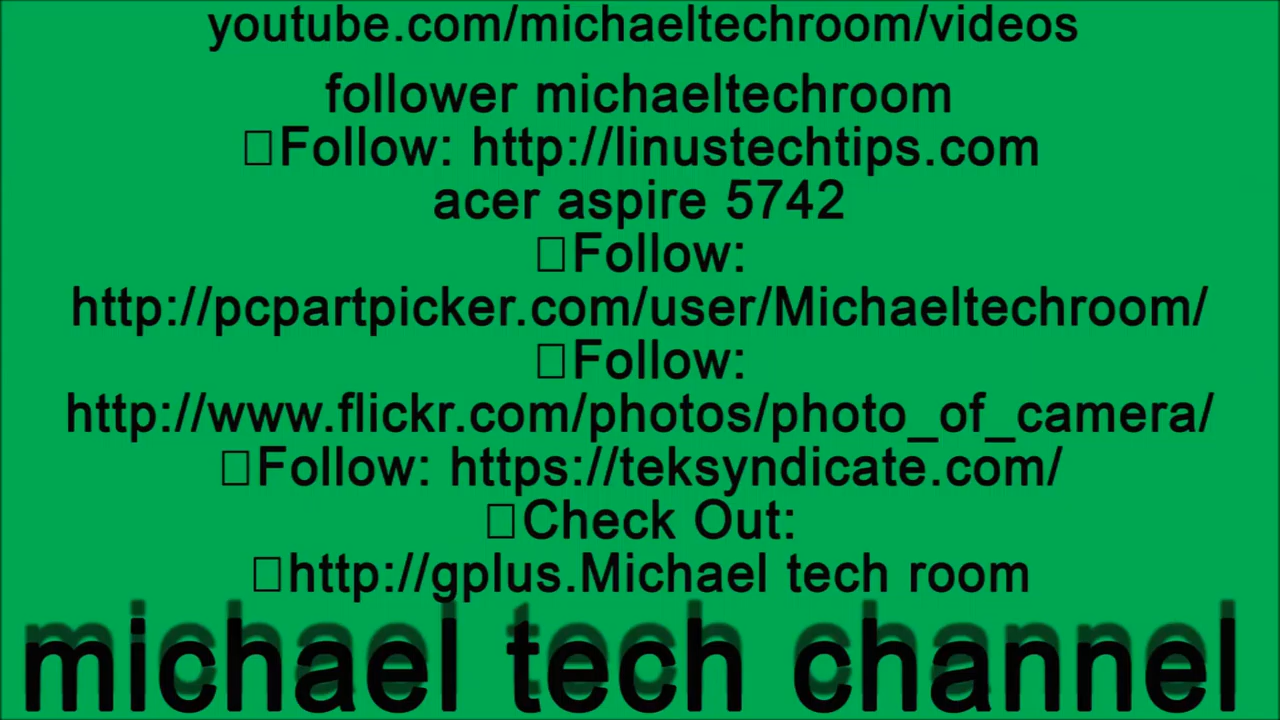 youtube.com/michaeltechroom/videos
follower michaeltechroom
□Follow: http://linustechtips.com
acer aspire 5742
□Follow:
http://pcpartpicker.com/user/Michaeltechroom/
□Follow:
http://www.flickr.com/photos/photo_of_camera/
□Follow: https://teksyndicate.com/
□Check Out:
□http://gplus.Michael tech room
michael tech channel